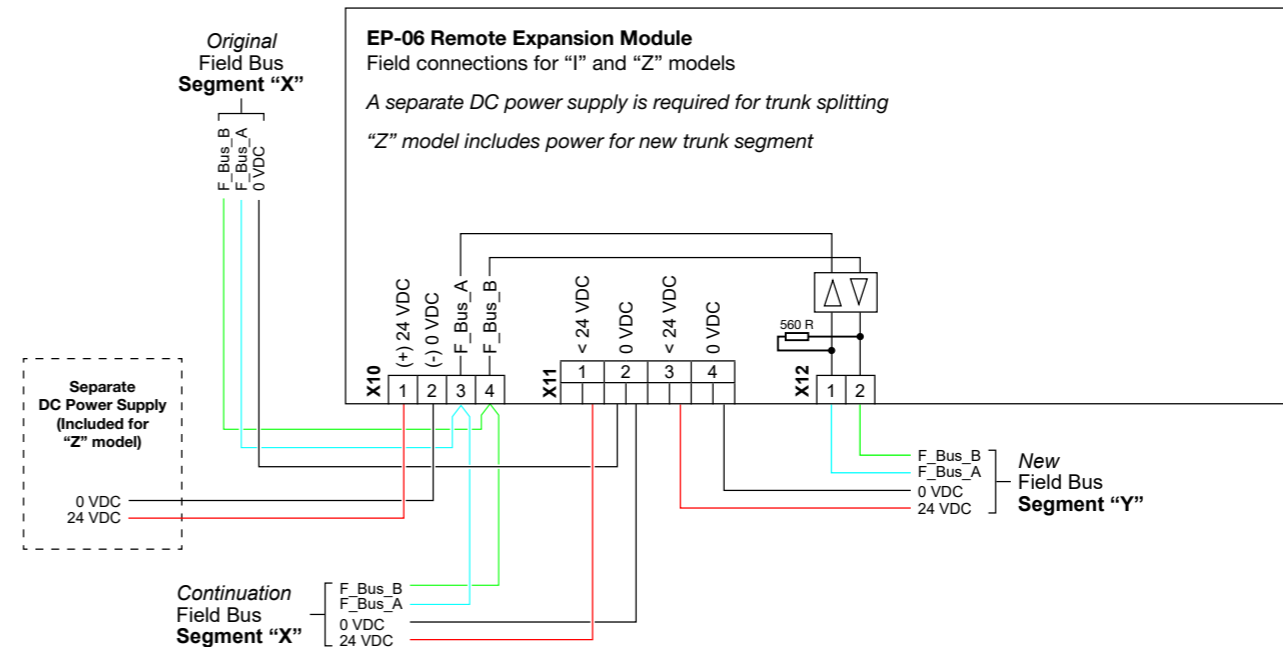 EP-06 Remote Expansion Module
Field connections for “I” and “Z” models
A separate DC power supply is required for trunk splitting
“Z” model includes power for new trunk segment
Original
Field Bus
Segment “X”
F_Bus_B
F_Bus_A
0 VDC
X10
(+) 24 VDC
(-) 0 VDC
F_Bus_A
F_Bus_B
1 2 3 4
X11
< 24 VDC
0 VDC
< 24 VDC
0 VDC
1 2 3 4
560 R
X12
1 2
Separate
DC Power Supply
(Included for
“Z” model)
0 VDC
24 VDC
F_Bus_B
F_Bus_A
0 VDC
24 VDC
New
Field Bus
Segment “Y”
Continuation
Field Bus
Segment “X”
F_Bus_B
F_Bus_A
0 VDC
24 VDC